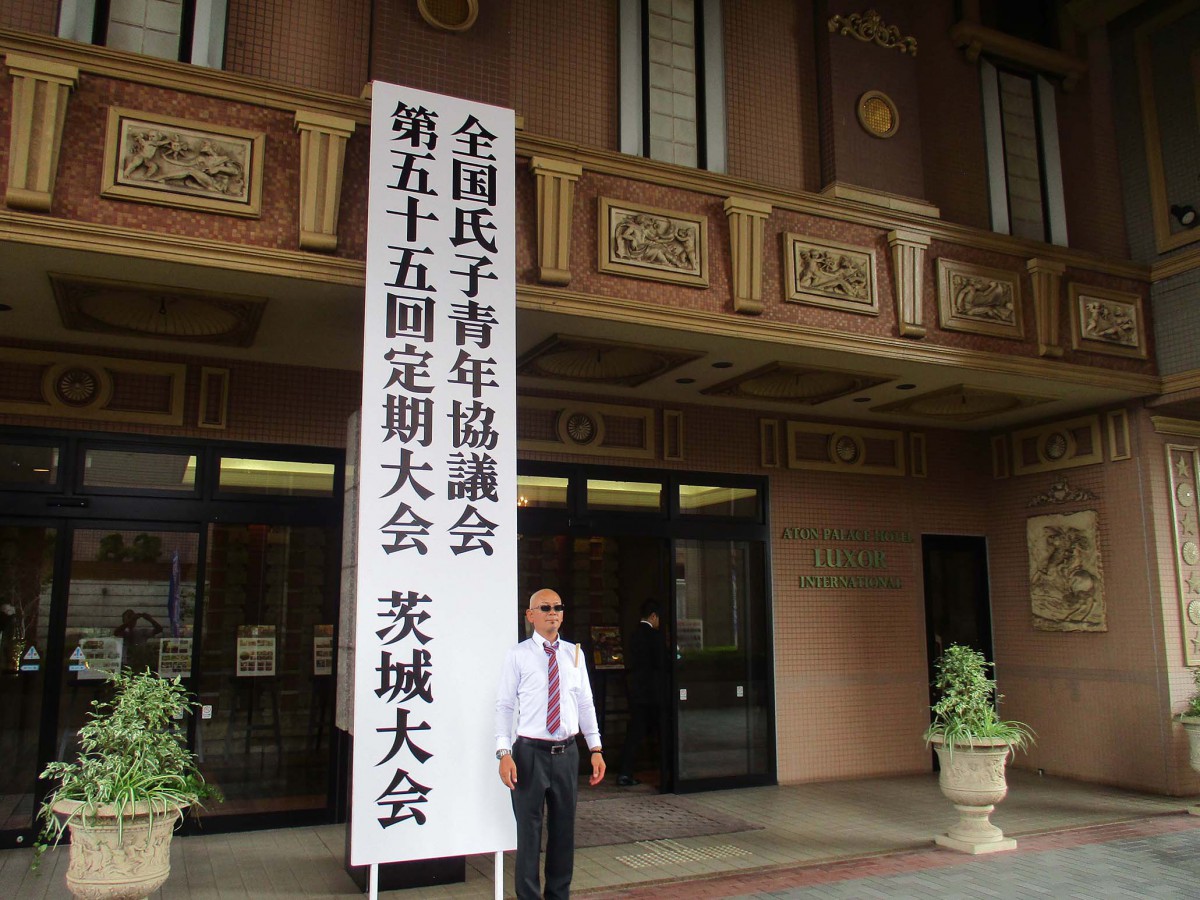 全国氏子青年協議会
第五十五回定期大会 茨城大会
ATON PALACE HOTEL
LUXOR
INTERNATIONAL